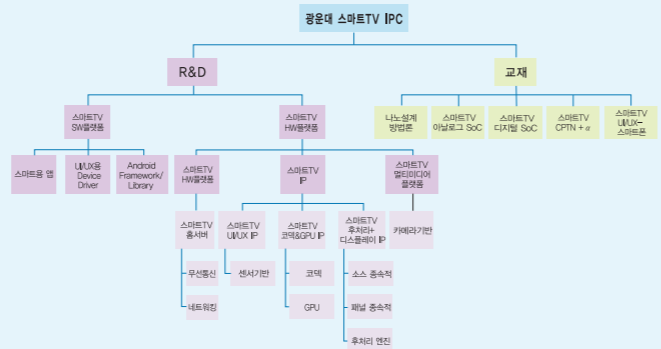 광운대 스마트TV IPC
R&D
교재
스마트TV
SW플랫폼
스마트TV
HW플랫폼
나노설계
방법론
스마트TV
아날로그 SoC
스마트TV
디지털 SoC
스마트TV
CPTN + α
스마트TV
UI/UX-
스마트폰
스마트용 앱
UI/UX용
Device
Driver
Android
Framework/
Library
스마트TV
HW플랫폼
스마트TV
IP
스마트TV
멀티미디어
플랫폼
스마트TV
홈서버
스마트TV
UI/UX IP
스마트TV
코덱&GPU IP
스마트TV
후처리+
디스플레이 IP
카메라기반
무선통신
센서기반
코덱
소스 종속적
네트워킹
GPU
패널 종속적
후처리 엔진